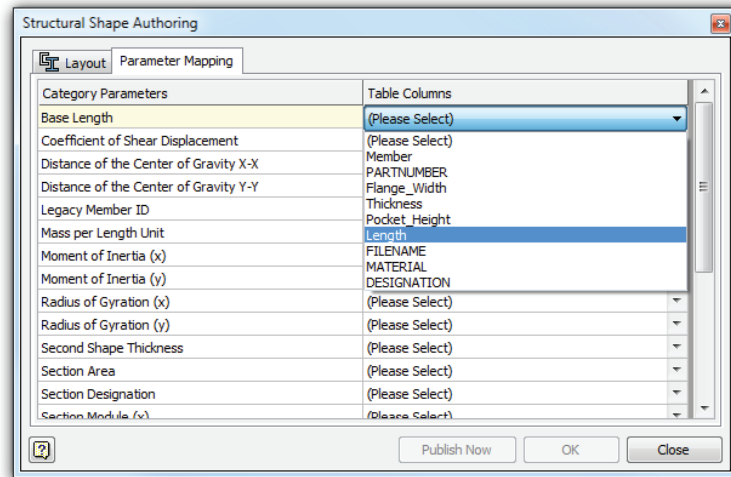 Structural Shape Authoring
Layout Parameter Mapping
Category Parameters Table Columns
Base Length (Please Select)
Coefficient of Shear Displacement (Please Select)
Member
Distance of the Center of Gravity X-X PARTNUMBER
Distance of the Center of Gravity Y-Y Flange_Width
Thickness
Legacy Member ID Pocket_Height
Mass per Length Unit Length
Moment of Inertia (x) FILENAME
MATERIAL
Moment of Inertia (y) DESIGNATION
Radius of Gyration (x) (Please Select)
Radius of Gyration (y) (Please Select)
Second Shape Thickness (Please Select)
Section Area (Please Select)
Section Designation (Please Select)
Section Module (x) (Please Select)
Publish Now OK Close